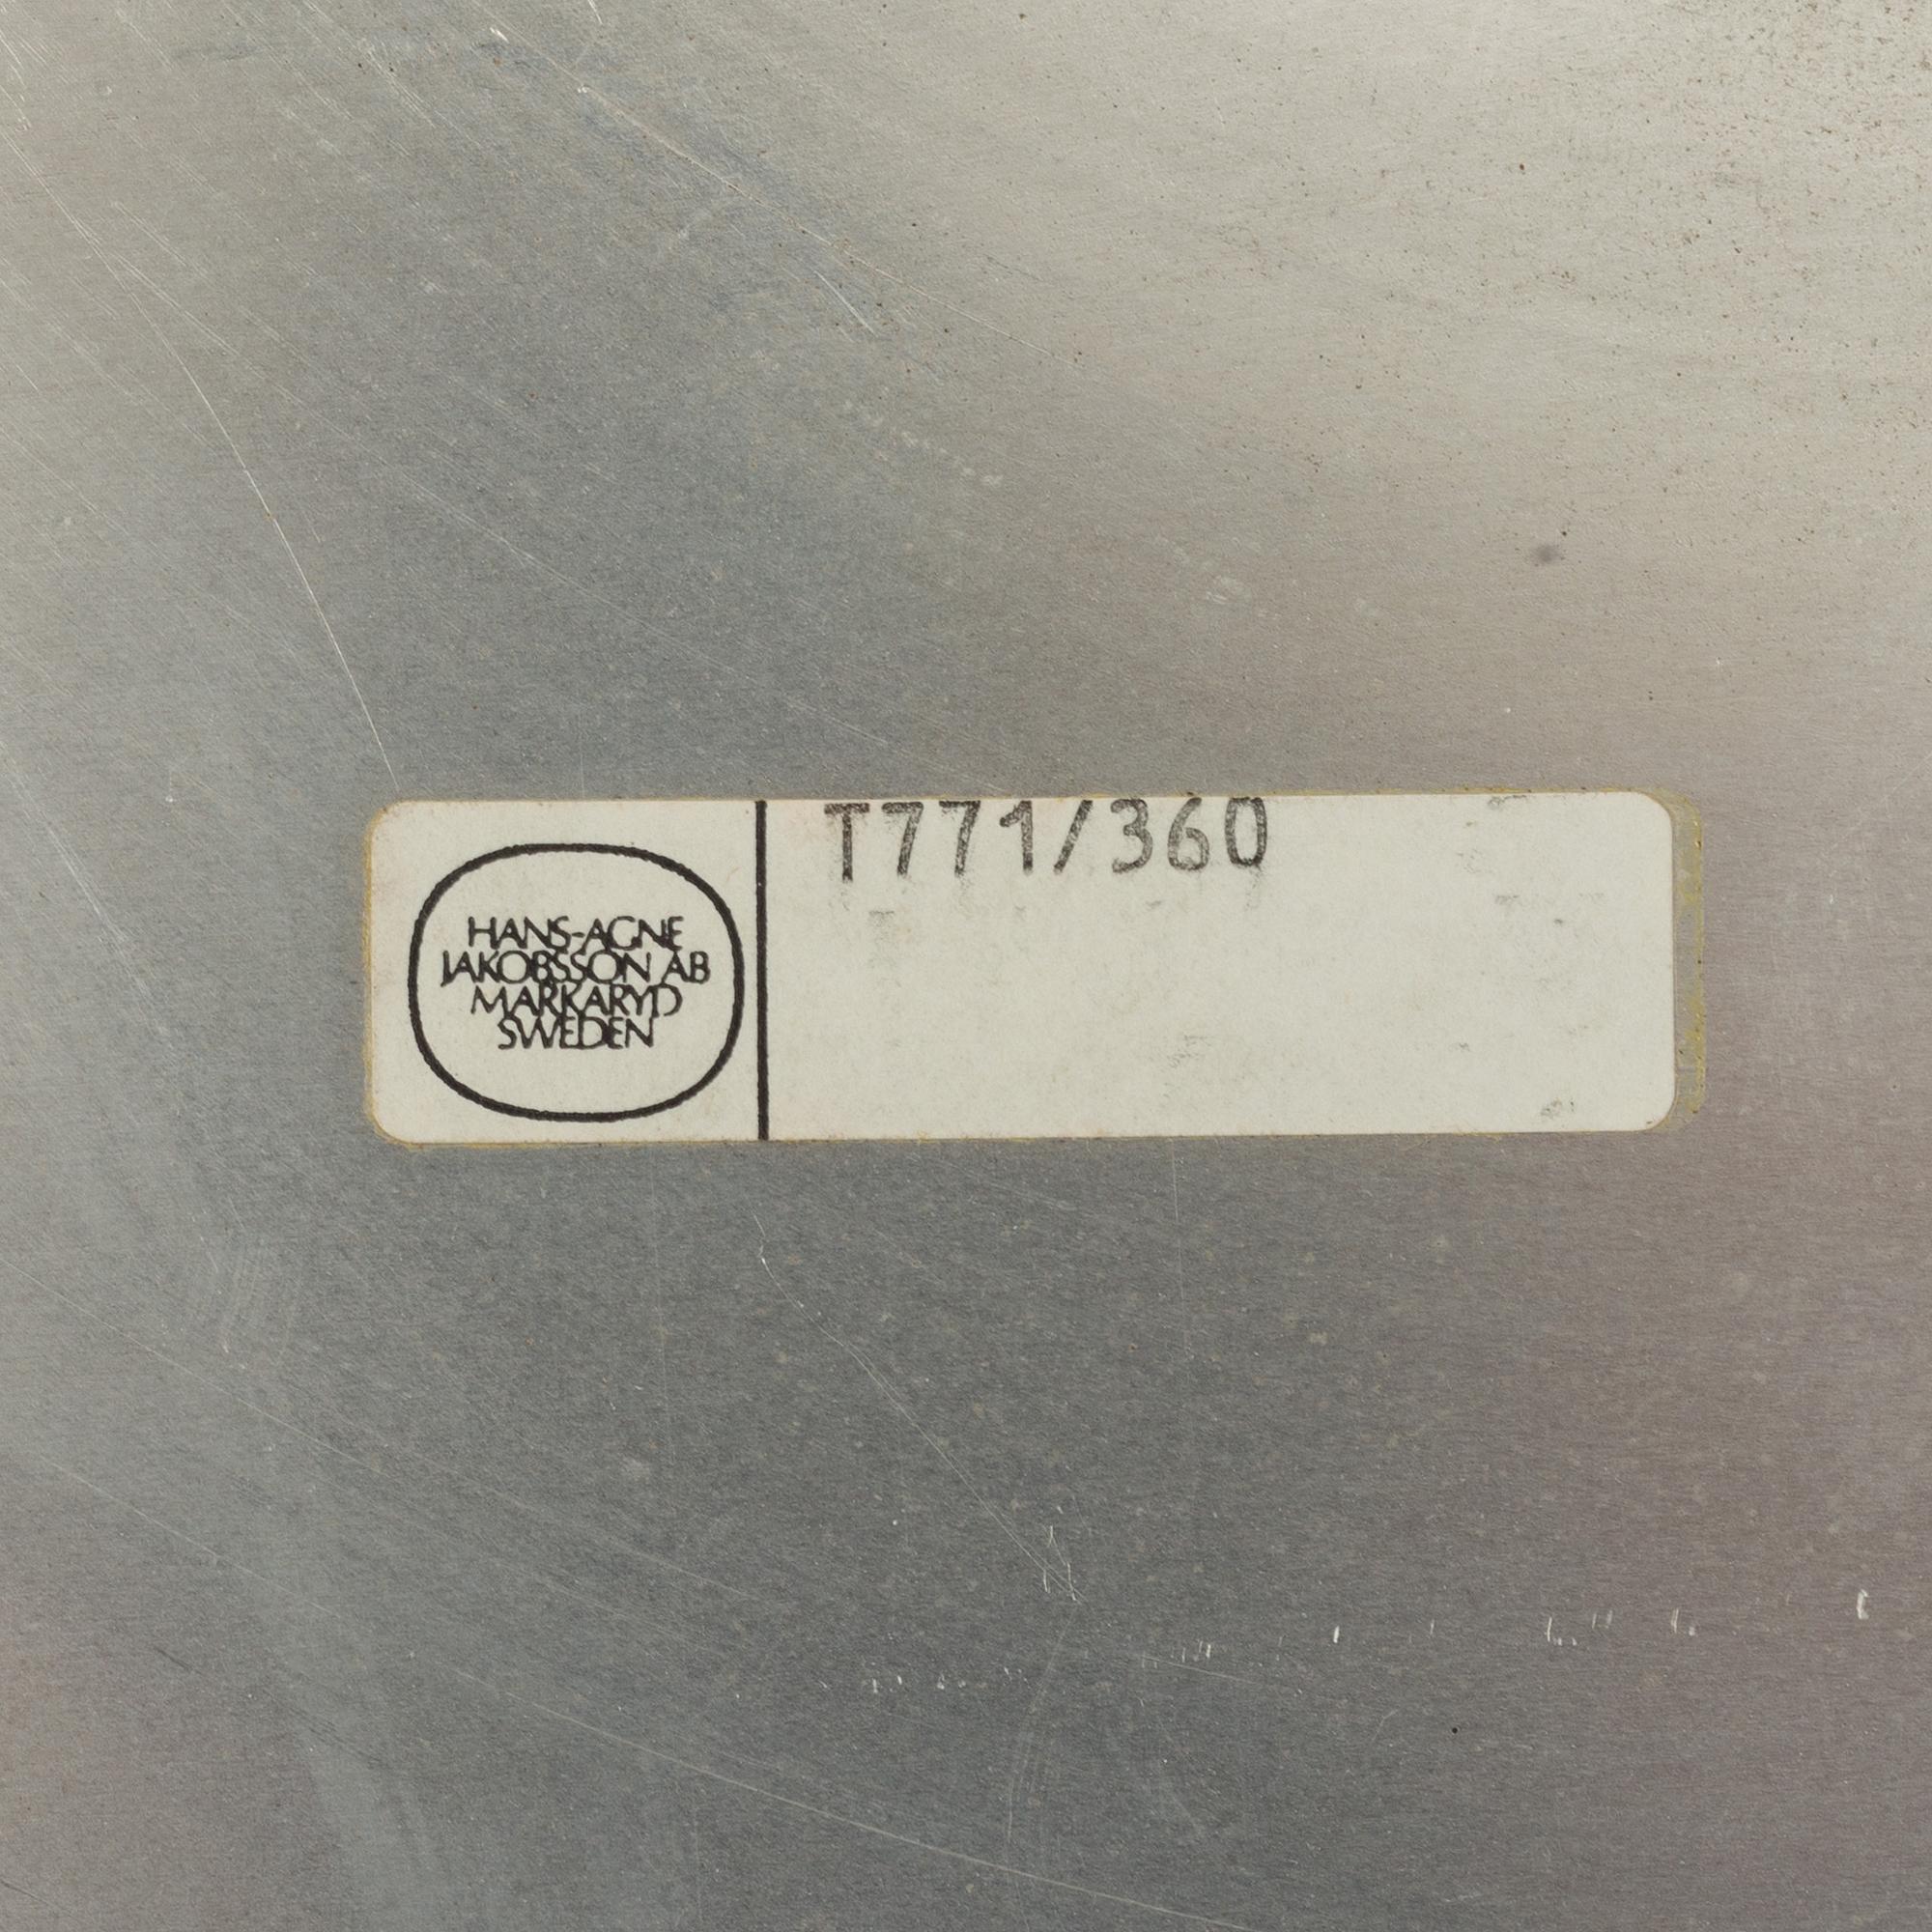 HANS-AGNE
JAKOBSSON AB
MARKARYD
SWEDEN
T771/360